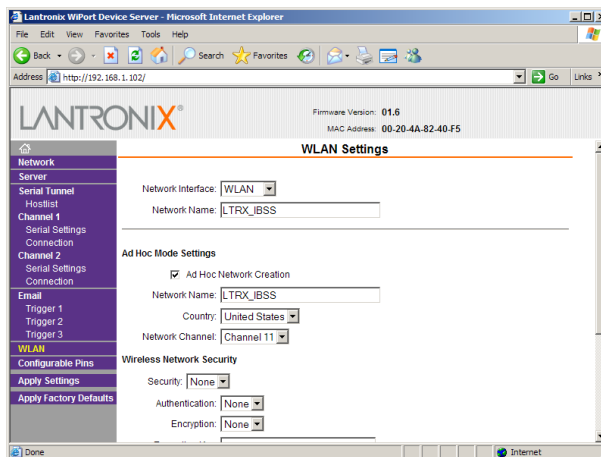 Lantronix WiPort Device Server - Microsoft Internet Explorer
File Edit View Favorites Tools Help
Back Search Favorites
Address http://192.168.1.102/ Go Links »
LANTRONIX®
Firmware Version: 01.6
MAC Address: 00-20-4A-82-40-F5
WLAN Settings
Network
Server
Serial Tunnel
Hostlist
Channel 1
Serial Settings
Connection
Channel 2
Serial Settings
Connection
Email
Trigger 1
Trigger 2
Trigger 3
WLAN
Configurable Pins
Apply Settings
Apply Factory Defaults
Network Interface: WLAN
Network Name: LTRX_IBSS
Ad Hoc Mode Settings
Ad Hoc Network Creation
Network Name: LTRX_IBSS
Country: United States
Network Channel: Channel 11
Wireless Network Security
Security: None
Authentication: None
Encryption: None
Done Internet